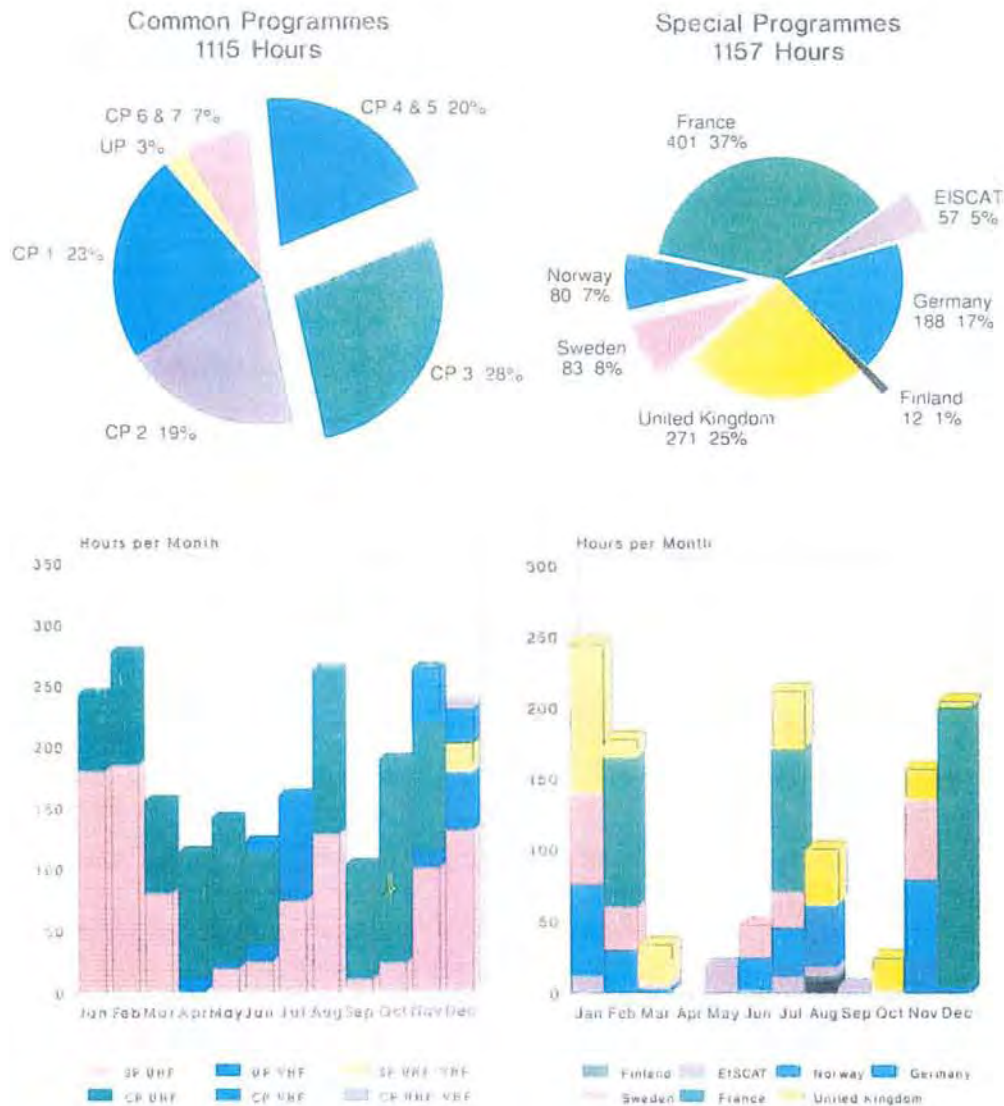 Common Programmes
1115 Hours
CP 6 & 7 7%
UP 3%
CP 4 & 5 20%
CP 1 23%
CP 3 28%
CP 2 19%
Special Programmes
1157 Hours
France
401 37%
EISCAT
57 5%
Norway
80 7%
Germany
188 17%
Sweden
83 8%
Finland
12 1%
United Kingdom
271 25%
Hours per Month
350
300
250
200
150
100
50
0
Jan Feb Mar Apr May Jun Jul Aug Sep Oct Nov Dec
SP UHF
CP UHF
CP VHF
Hours per Month
300
250
200
150
100
50
0
Jan Feb Mar Apr May Jun Jul Aug Sep Oct Nov Dec
Finland EISCAT Norway Germany
Sweden France United Kingdom